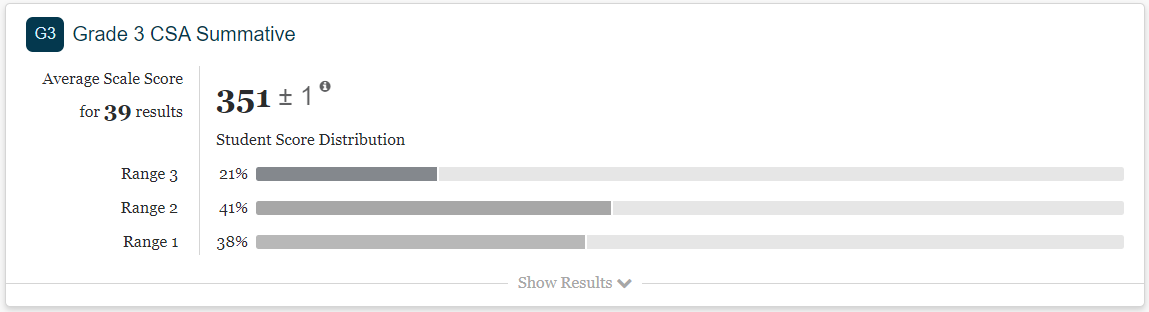 G3 Grade 3 CSA Summative
Average Scale Score
for 39 results
351 ± 1
Student Score Distribution
Range 3 21%
Range 2 41%
Range 1 38%
Show Results